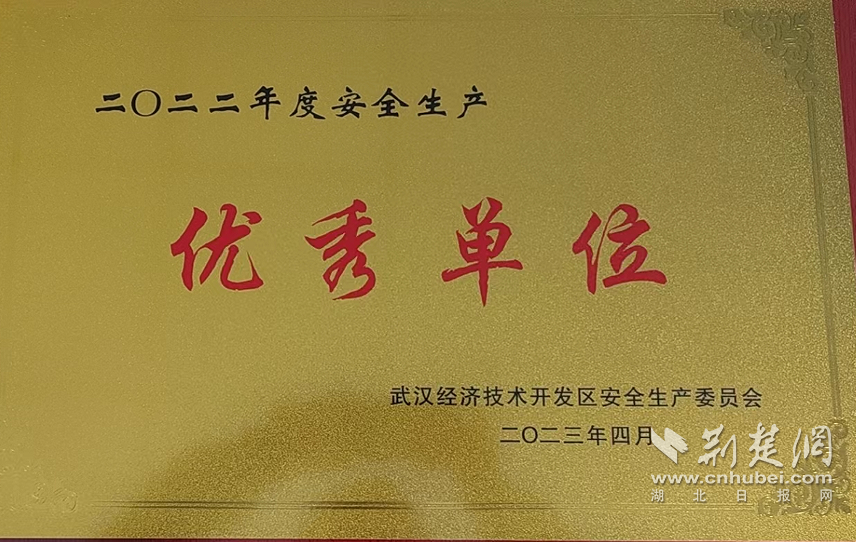 二〇二二年度安全生产
优秀单位
武汉经济技术开发区安全生产委员会
二〇二三年四月
荆楚网
www.cnhubei.com
湖北日报网